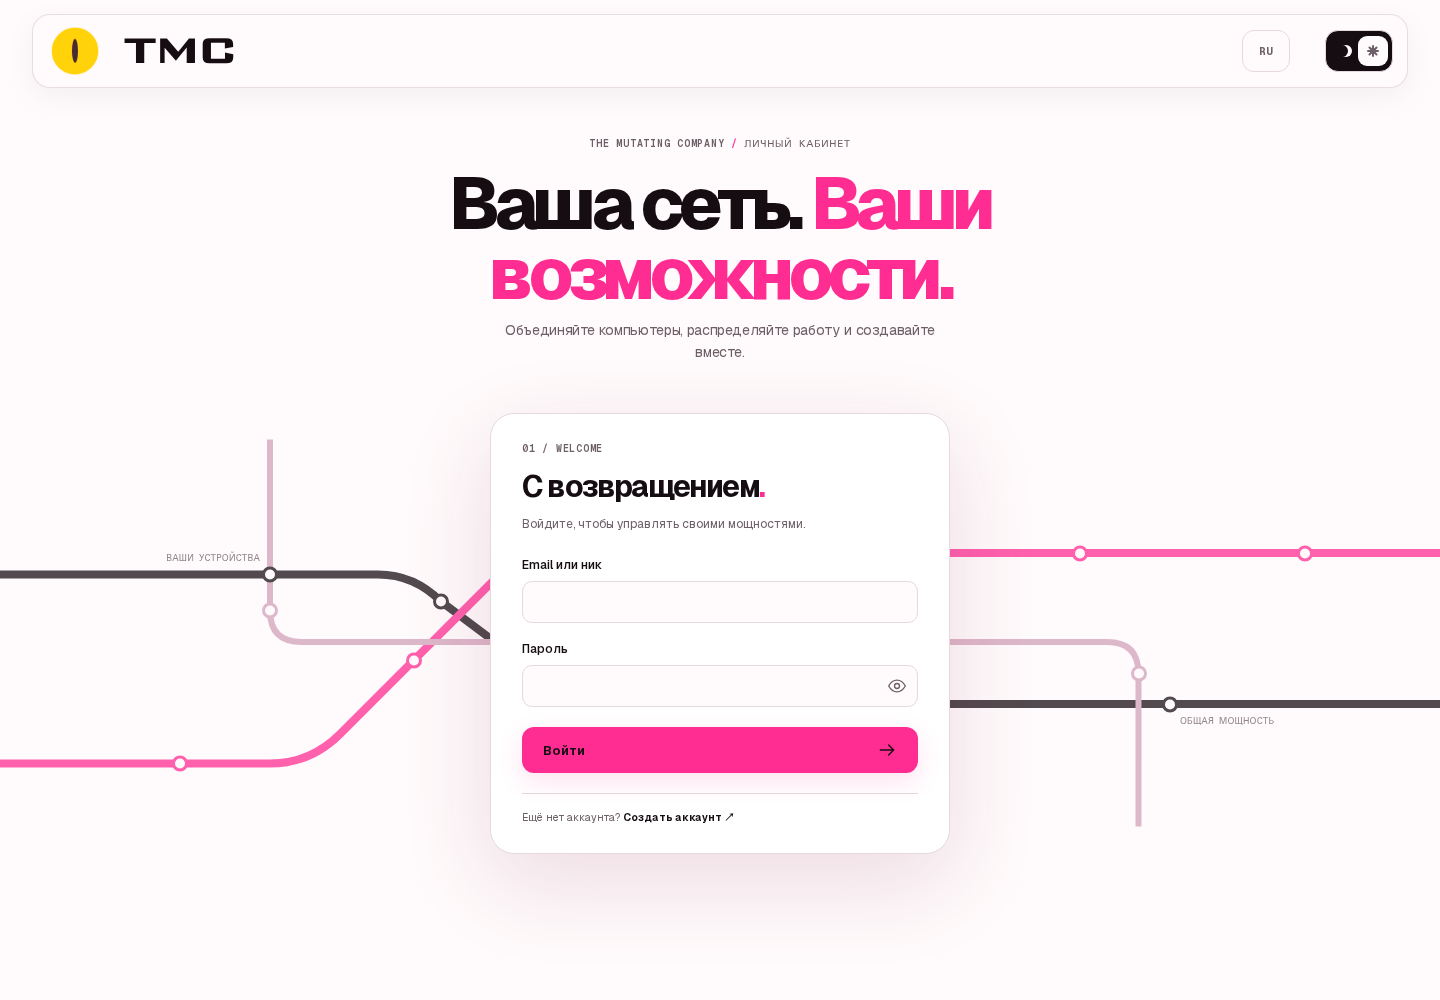 TMC
RU
THE MUTATING COMPANY / ЛИЧНЫЙ КАБИНЕТ
Ваша сеть. Ваши
возможности.
Объединяйте компьютеры, распределяйте работу и создавайте
вместе.
01 / WELCOME
С возвращением.
Войдите, чтобы управлять своими мощностями.
ВАШИ УСТРОЙСТВА
Email или ник
Пароль
ОБЩАЯ МОЩНОСТЬ
Войти →
Ещё нет аккаунта? Создать аккаунт ↗